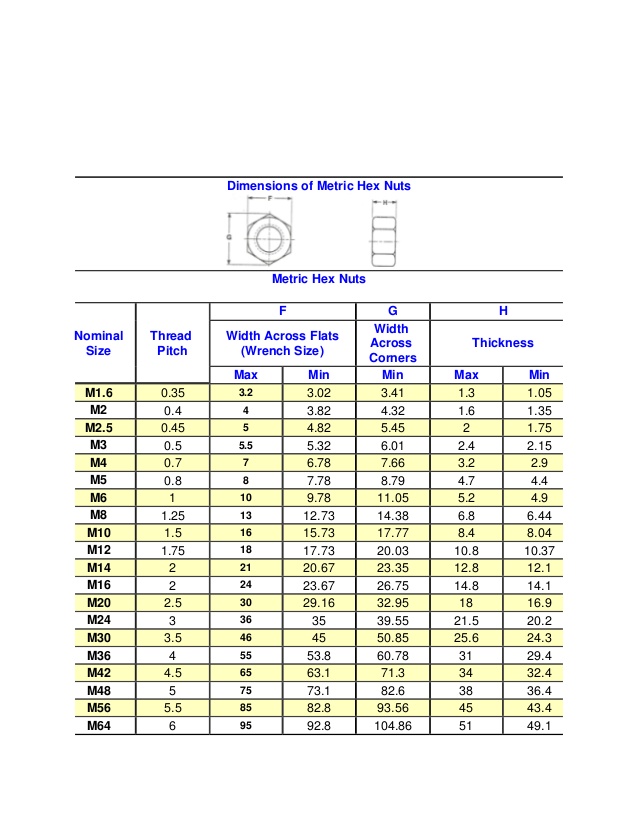 Dimensions of Metric Hex Nuts
F
H
G
Metric Hex Nuts
F G H
Nominal Size Thread Pitch Width Across Flats (Wrench Size) Width Across Corners Thickness
Max Min Min Max Min
M1.6 0.35 3.2 3.02 3.41 1.3 1.05
M2 0.4 4 3.82 4.32 1.6 1.35
M2.5 0.45 5 4.82 5.45 2 1.75
M3 0.5 5.5 5.32 6.01 2.4 2.15
M4 0.7 7 6.78 7.66 3.2 2.9
M5 0.8 8 7.78 8.79 4.7 4.4
M6 1 10 9.78 11.05 5.2 4.9
M8 1.25 13 12.73 14.38 6.8 6.44
M10 1.5 16 15.73 17.77 8.4 8.04
M12 1.75 18 17.73 20.03 10.8 10.37
M14 2 21 20.67 23.35 12.8 12.1
M16 2 24 23.67 26.75 14.8 14.1
M20 2.5 30 29.16 32.95 18 16.9
M24 3 36 35 39.55 21.5 20.2
M30 3.5 46 45 50.85 25.6 24.3
M36 4 55 53.8 60.78 31 29.4
M42 4.5 65 63.1 71.3 34 32.4
M48 5 75 73.1 82.6 38 36.4
M56 5.5 85 82.8 93.56 45 43.4
M64 6 95 92.8 104.86 51 49.1